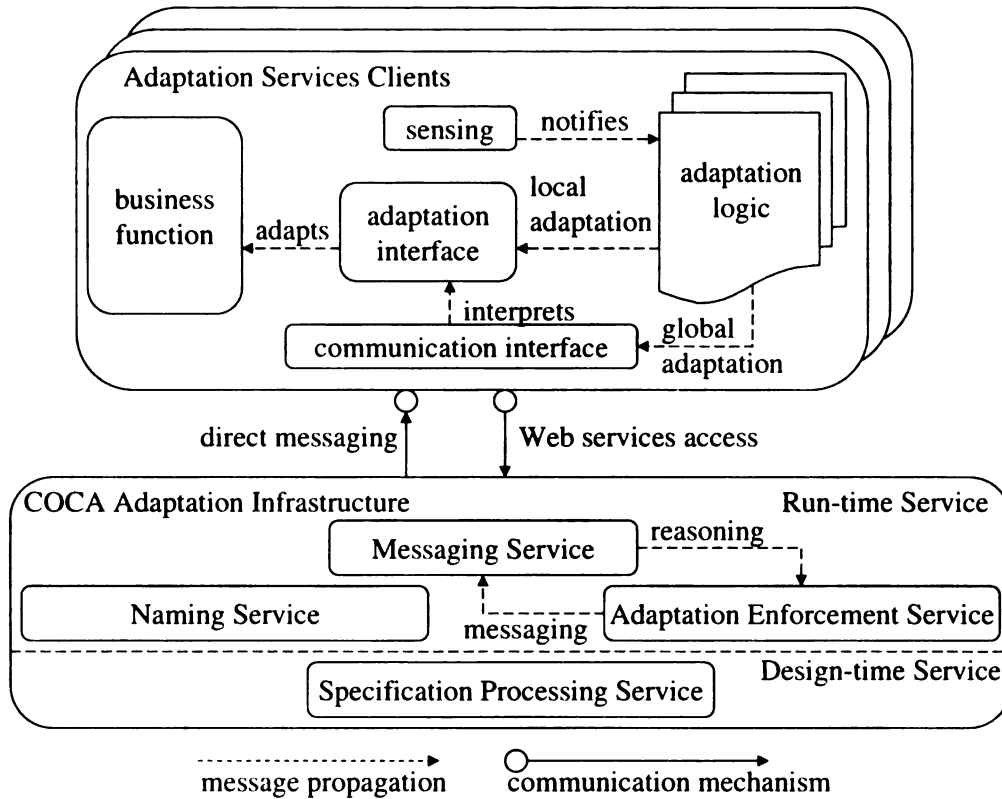 Adaptation Services Clients
sensing
notifies
adaptation
logic
business
function
adapts
adaptation
interface
local
adaptation
interprets
communication interface
global
adaptation
direct messaging
Web services access
COCA Adaptation Infrastructure
Run-time Service
Messaging Service
reasoning
Naming Service
messaging
Adaptation Enforcement Service
Design-time Service
Specification Processing Service
message propagation
communication mechanism